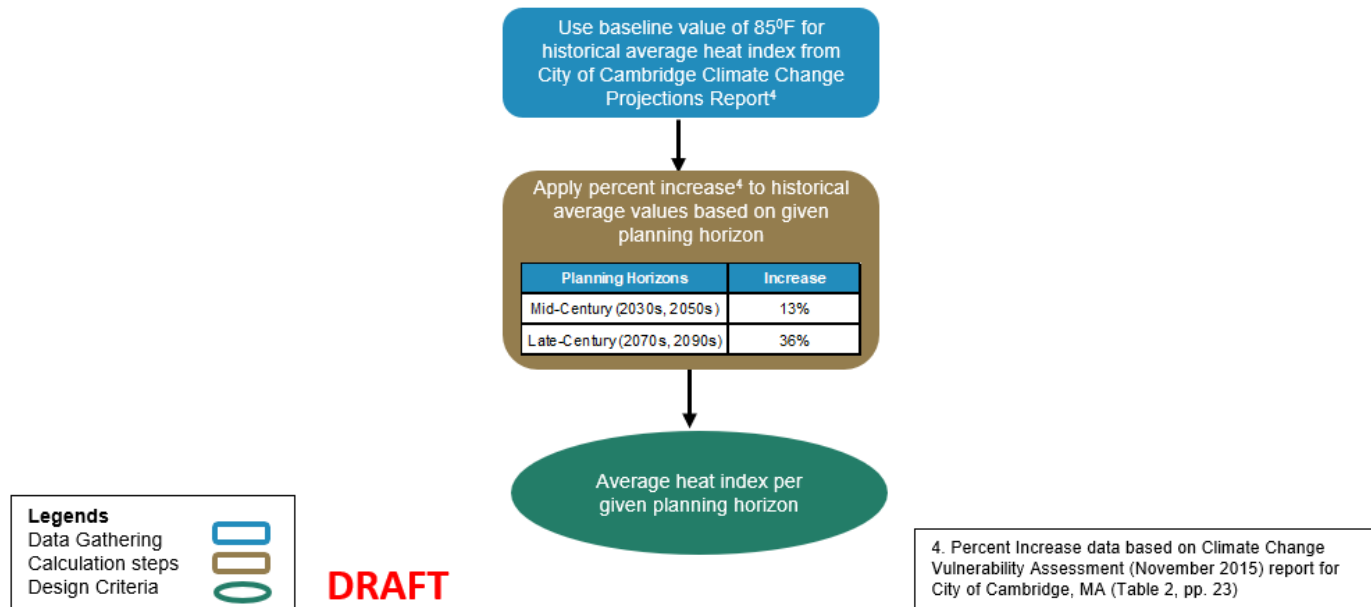 Use baseline value of 85⁰F for
historical average heat index from
City of Cambridge Climate Change
Projections Report⁴
Apply percent increase⁴ to historical
average values based on given
planning horizon
Planning Horizons Increase
Mid-Century (2030s, 2050s) 13%
Late-Century (2070s, 2090s) 36%
Average heat index per
given planning horizon
Legends
Data Gathering
Calculation steps
Design Criteria
DRAFT
4. Percent Increase data based on Climate Change
Vulnerability Assessment (November 2015) report for
City of Cambridge, MA (Table 2, pp. 23)